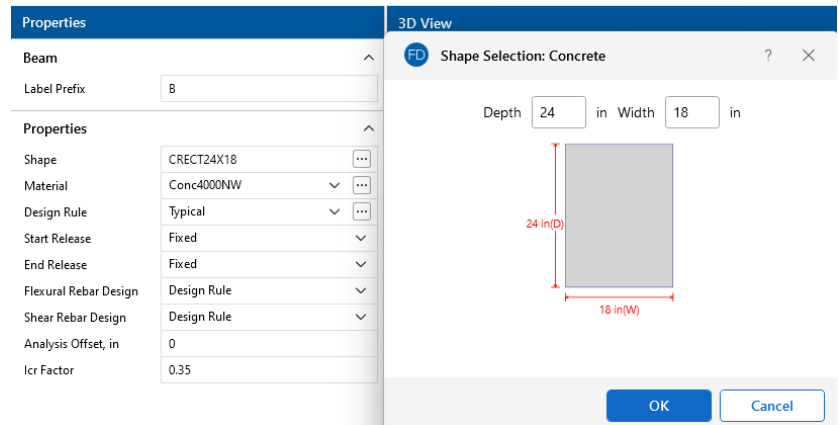 Properties
Beam
Label Prefix B
Properties
Shape CRECT24X18 ...
Material Conc4000NW ...
Design Rule Typical ...
Start Release Fixed
End Release Fixed
Flexural Rebar Design Design Rule
Shear Rebar Design Design Rule
Analysis Offset, in 0
Icr Factor 0.35
3D View
FD Shape Selection: Concrete ?
Depth 24 in Width 18 in
24 in(D)
18 in(W)
OK Cancel